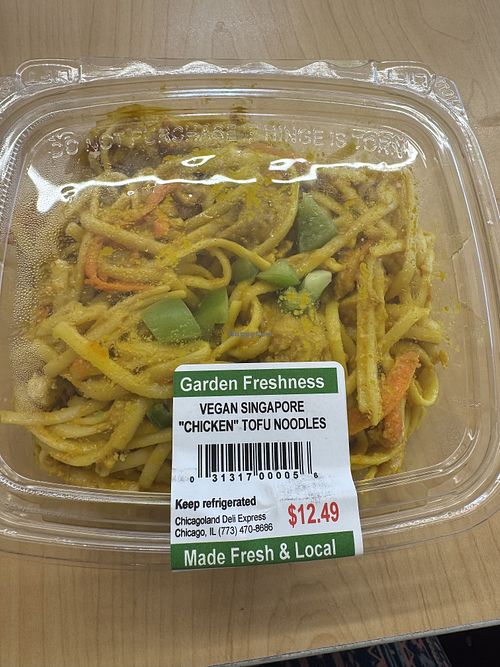 DO NOT PURCHASE IF HINGE IS TORN
Garden Freshness
VEGAN SINGAPORE
"CHICKEN" TOFU NOODLES
0 31317 00005 6
Keep refrigerated
Chicagoland Deli Express
Chicago, IL (773) 470-8686
$12.49
Made Fresh & Local